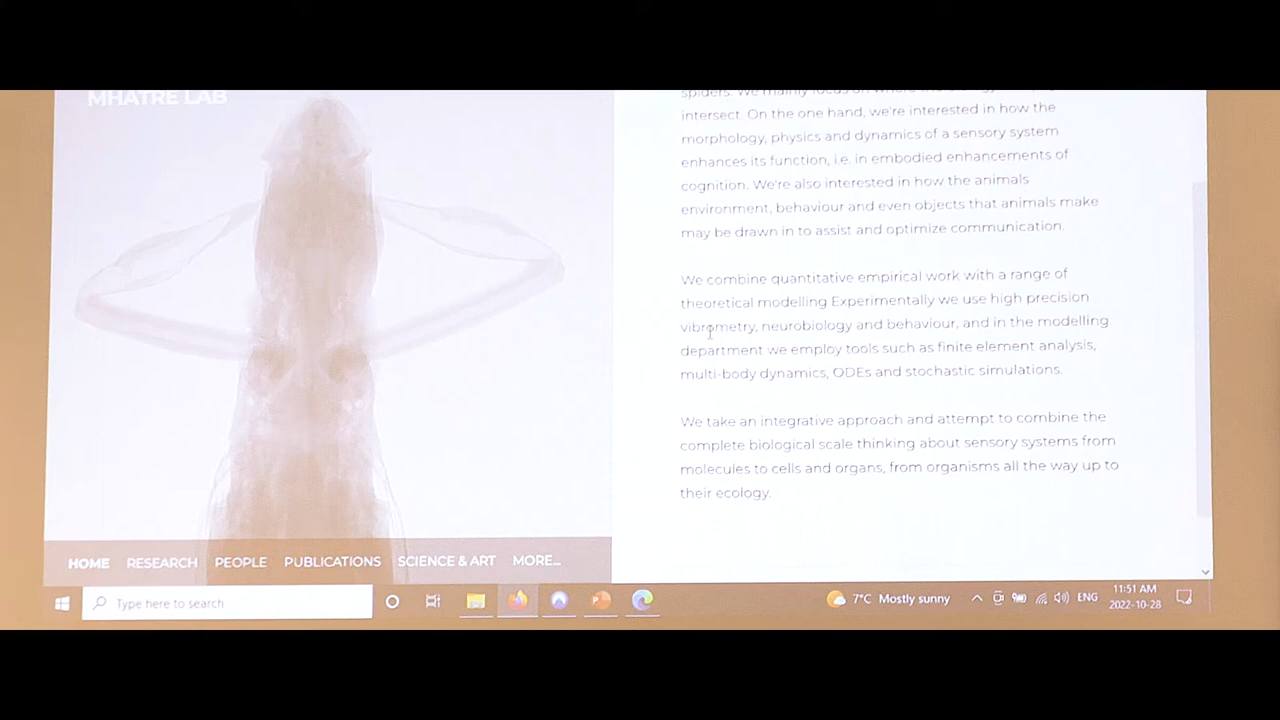 MHATRE LAB
spiders. We mainly focus on where
intersect. On the one hand, we're interested in how the
morphology, physics and dynamics of a sensory system
enhances its function, i.e. in embodied enhancements of
cognition. We're also interested in how the animals
environment, behaviour and even objects that animals make
may be drawn in to assist and optimize communication.
We combine quantitative empirical work with a range of
theoretical modelling Experimentally we use high precision
vibrometry, neurobiology and behaviour, and in the modelling
department we employ tools such as finite element analysis,
multi-body dynamics, ODEs and stochastic simulations.
We take an integrative approach and attempt to combine the
complete biological scale thinking about sensory systems from
molecules to cells and organs, from organisms all the way up to
their ecology.
HOME RESEARCH PEOPLE PUBLICATIONS SCIENCE & ART MORE...
Type here to search
7°C Mostly sunny
ENG
11:51 AM
2022-10-28